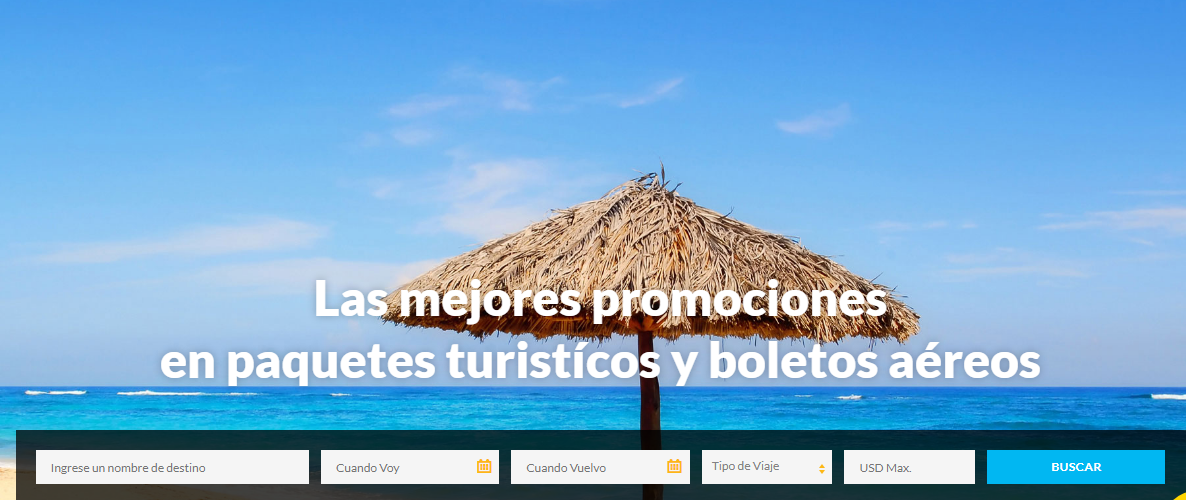 Las mejores promociones
en paquetes turistícos y boletos aéreos
Ingrese un nombre de destino
Cuando Voy
Cuando Vuelvo
Tipo de Viaje
USD Max.
BUSCAR